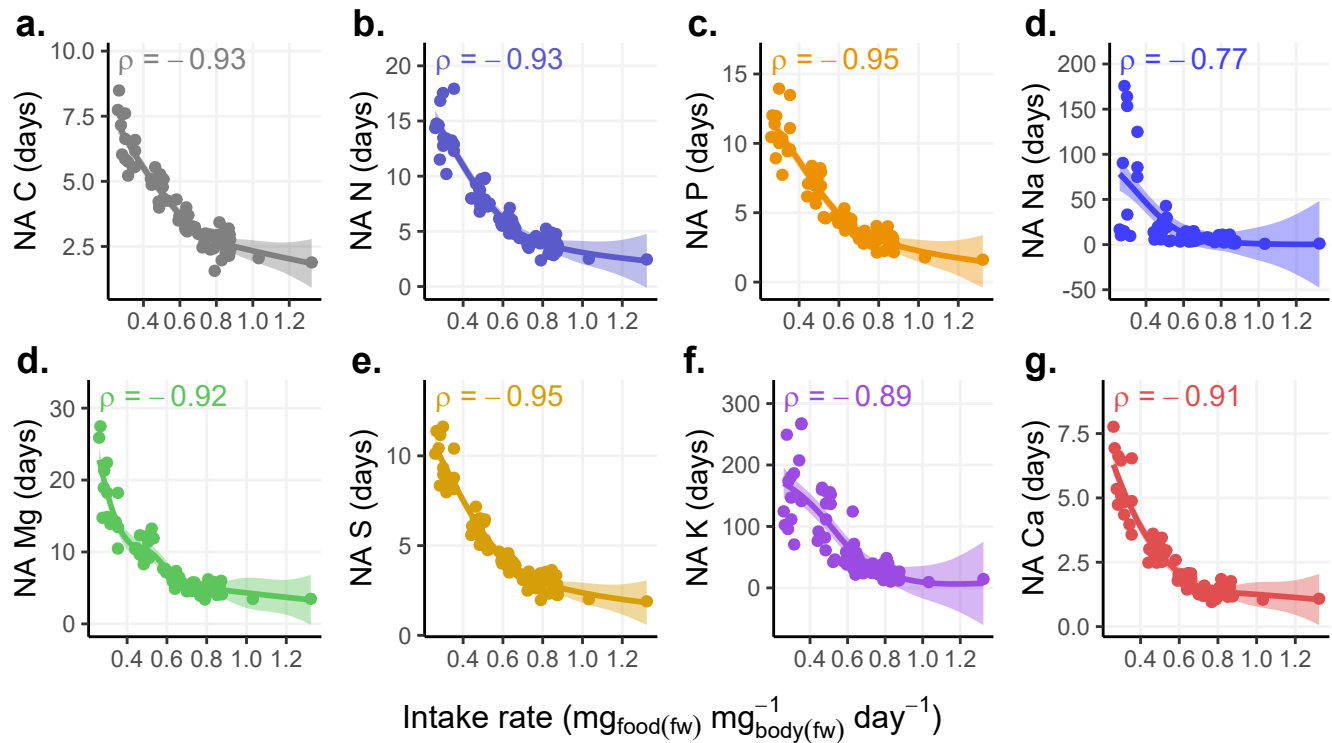 a.
ρ = − 0.93
NA C (days)
10.0
7.5
5.0
2.5
0.4 0.6 0.8 1.0 1.2
b.
ρ = − 0.93
NA N (days)
20
15
10
5
0
0.4 0.6 0.8 1.0 1.2
c.
ρ = − 0.95
NA P (days)
15
10
5
0
0.4 0.6 0.8 1.0 1.2
d.
ρ = − 0.77
NA Na (days)
200
150
100
50
0
-50
0.4 0.6 0.8 1.0 1.2
d.
ρ = − 0.92
NA Mg (days)
30
20
10
0
0.4 0.6 0.8 1.0 1.2
e.
ρ = − 0.95
NA S (days)
10
5
0
0.4 0.6 0.8 1.0 1.2
f.
ρ = − 0.89
NA K (days)
300
200
100
0
0.4 0.6 0.8 1.0 1.2
g.
ρ = − 0.91
NA Ca (days)
7.5
5.0
2.5
0.0
0.4 0.6 0.8 1.0 1.2
Intake rate (mg_food(fw) mg_body(fw)^−1 day^−1)